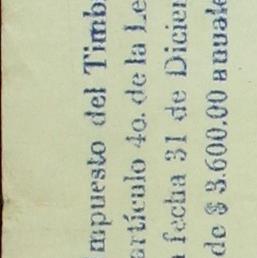 mpuesto del Timb
artículo 4o. de la Le
fecha 31 de Dicien
de $ 3.600.00 anuale